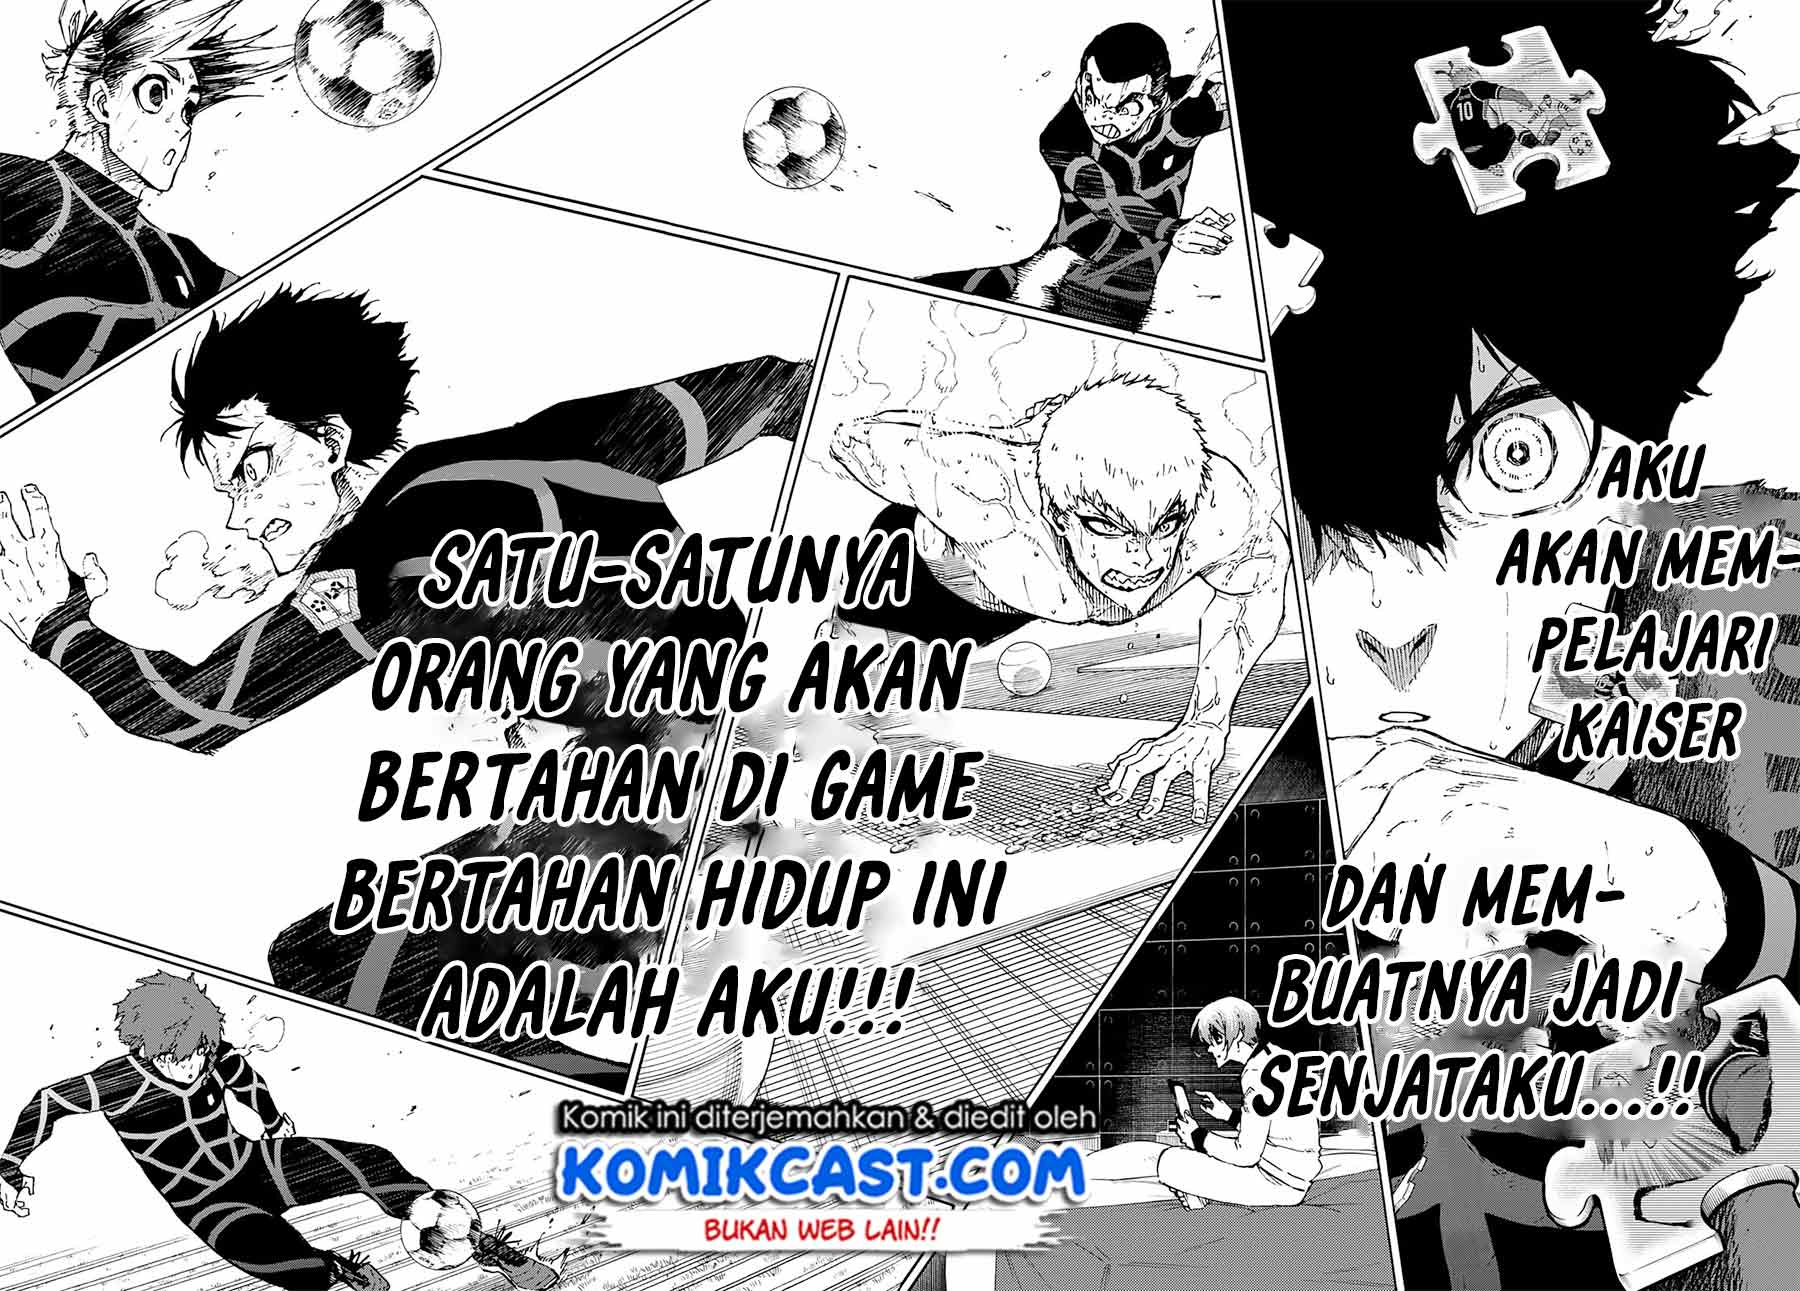 AKU
AKAN MEM-
PELAJARI
KAISER
DAN MEM-
BUATNYA JADI
SENJATAKU...!!
SATU-SATUNYA
ORANG YANG AKAN
BERTAHAN DI GAME
BERTAHAN HIDUP INI
ADALAH AKU!!!
10
Komik ini diterjemahkan & diedit oleh
KOMIKCAST.COM
BUKAN WEB LAIN!!